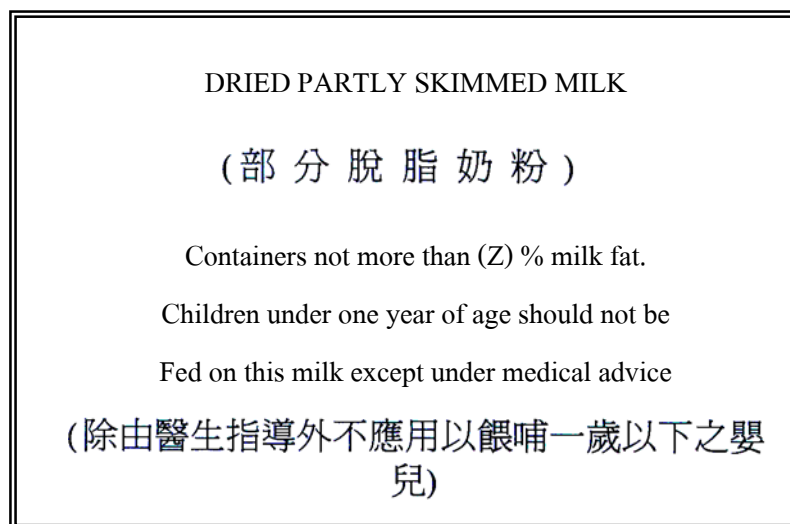 DRIED PARTLY SKIMMED MILK
(部分脫脂奶粉)
Containers not more than (Z) % milk fat.
Children under one year of age should not be
Fed on this milk except under medical advice
(除由醫生指導外不應用以餵哺一歲以下之嬰
兒)